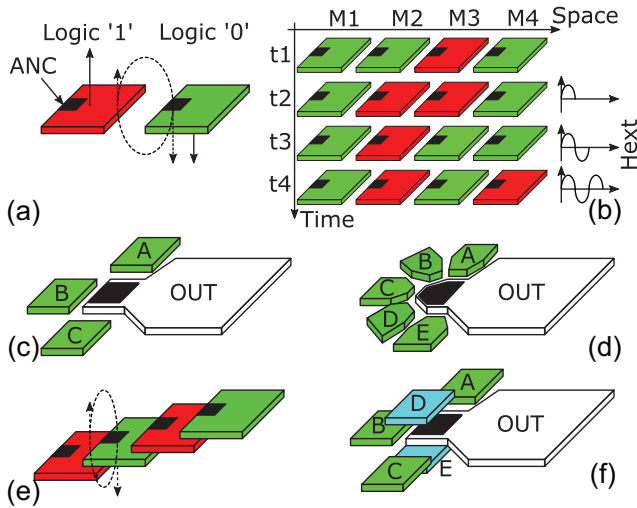 Logic '1'
Logic '0'
ANC
(a)
M1 M2 M3 M4 Space
t1
t2
t3
t4
Time
Hext
(b)
A
B
C
OUT
(c)
A
B
C
D
E
OUT
(d)
(e)
A
D
B
C
E
OUT
(f)